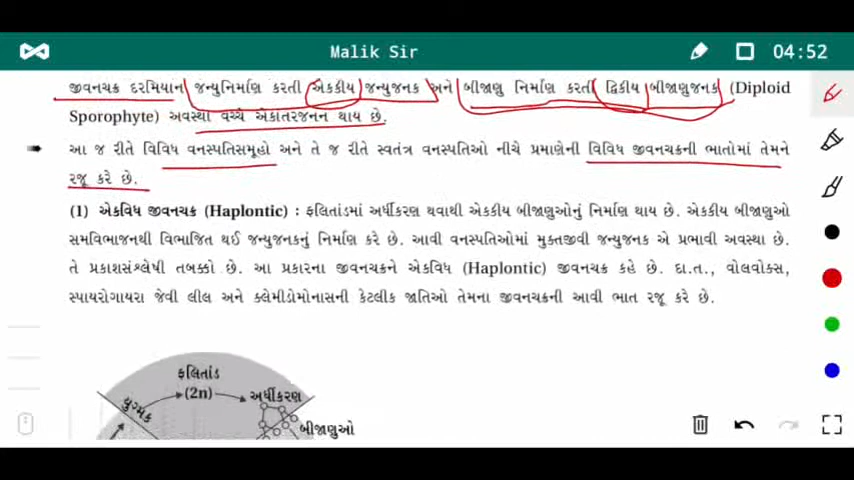 Malik Sir
04:52
જીવનચક્ર દરમિયાન જન્યુનિર્માણ કરતી એકકીય જન્યુજનક અને બીજાણુ નિર્માણ કરતી દ્વિકીય બીજાણુજનક (Diploid
Sporophyte) અવસ્થા વચ્ચે એકાંતરજનન થાય છે.
આ જ રીતે વિવિધ વનસ્પતિસમૂહો અને તે જ રીતે સ્વતંત્ર વનસ્પતિઓ નીચે પ્રમાણેની વિવિધ જીવનચક્રની ભાતોમાં તેમને
રજૂ કરે છે.
(1) એકવિધ જીવનચક્ર (Haplontic) : ફલિતાંડમાં અર્ધીકરણ થવાથી એકકીય બીજાણુઓનું નિર્માણ થાય છે. એકકીય બીજાણુઓ
સમવિભાજનથી વિભાજિત થઈ જન્યુજનકનું નિર્માણ કરે છે. આવી વનસ્પતિઓમાં મુક્તજીવી જન્યુજનક એ પ્રભાવી અવસ્થા છે.
તે પ્રકાશસંશ્લેષી તબક્કો છે. આ પ્રકારના જીવનચક્રને એકવિધ (Haplontic) જીવનચક્ર કહે છે. દા.ત., વોલવોક્સ,
સ્પાયરોગાયરા જેવી લીલ અને ક્લેમીડોમોનાસની કેટલીક જાતિઓ તેમના જીવનચક્રની આવી ભાત રજૂ કરે છે.
ફલિતાંડ
(2n)
અર્ધીકરણ
યુગ્મક
બીજાણુઓ